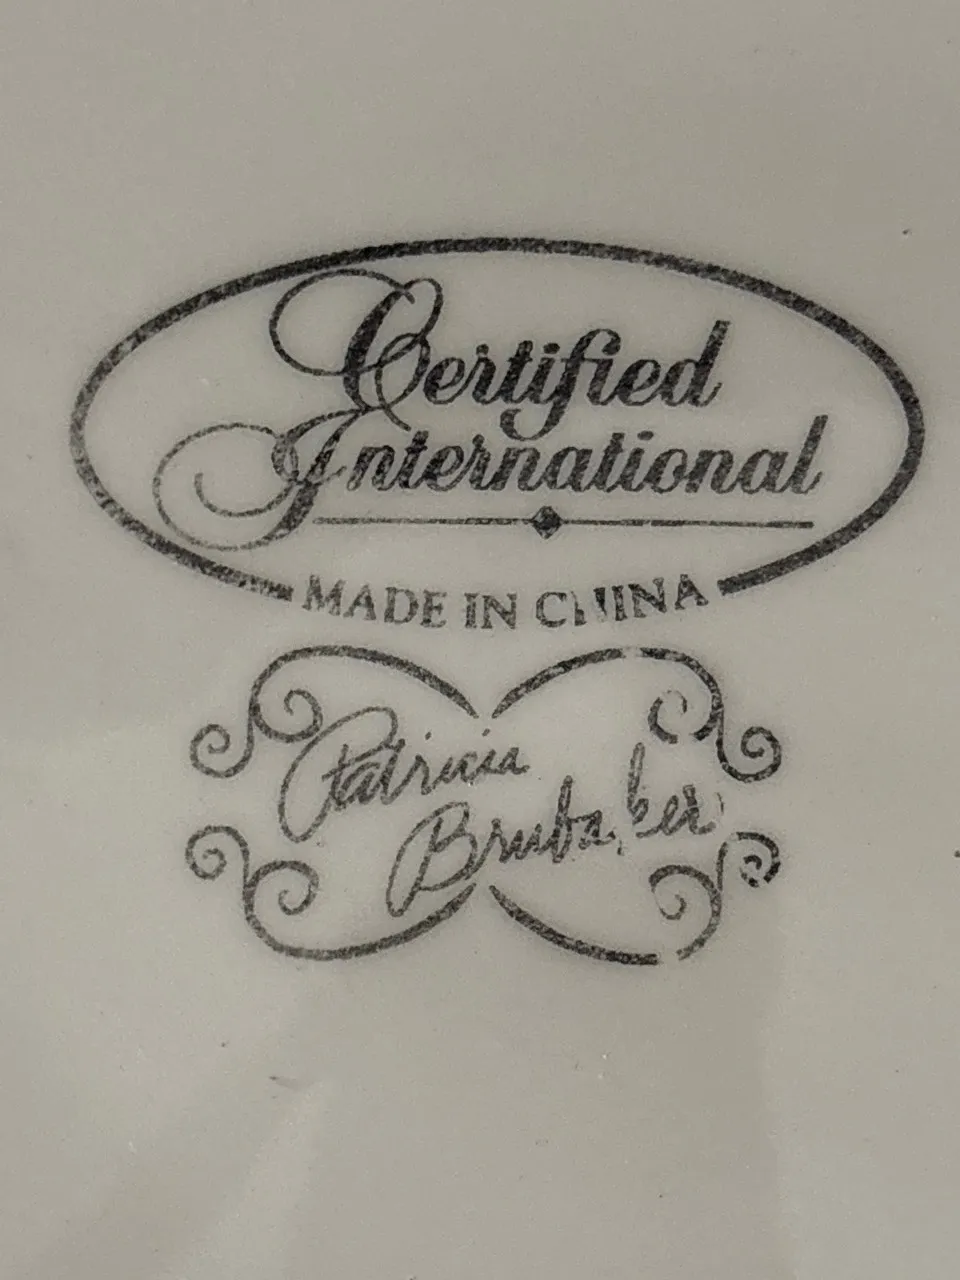 Certified
International
MADE IN CHINA
Patricia
Brubaker